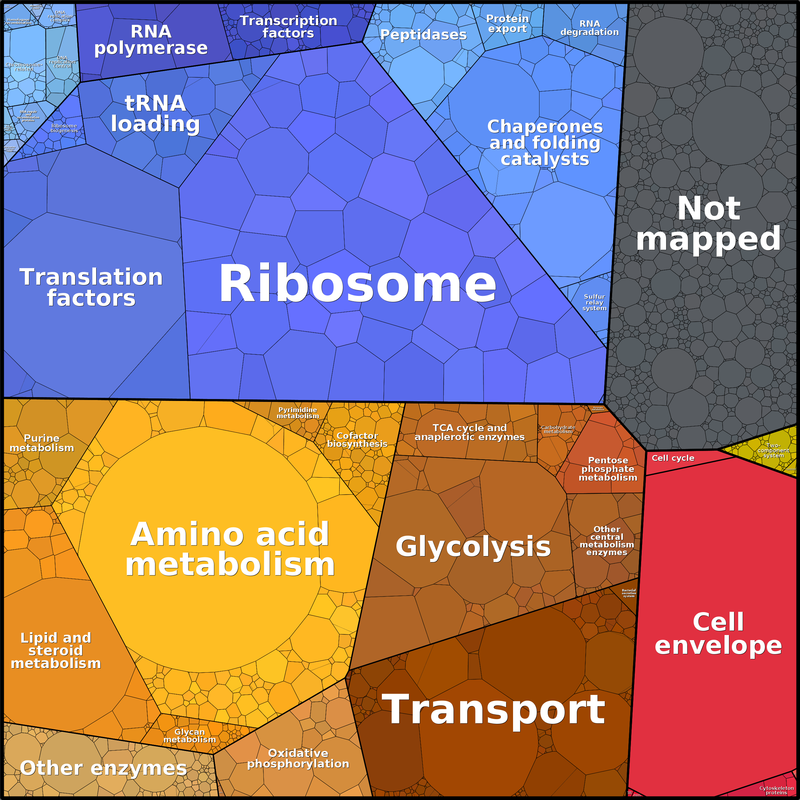 RNA
polymerase
Transcription
factors
Peptidases
Protein
export
RNA
degradation
tRNA
loading
Chaperones
and folding
catalysts
Not
mapped
Translation
factors
Ribosome
Sulfur
relay
system
Purine
metabolism
Pyrimidine
metabolism
Cofactor
biosynthesis
TCA cycle and
anaplerotic enzymes
Carbohydrate
metabolism
Pentose
phosphate
metabolism
Cell cycle
Two-
component
system
Amino acid
metabolism
Glycolysis
Other
central
metabolism
enzymes
Lipid and
steroid
metabolism
Cell
envelope
Transport
Glycan
metabolism
Oxidative
phosphorylation
Other enzymes
Cytoskeleton
proteins